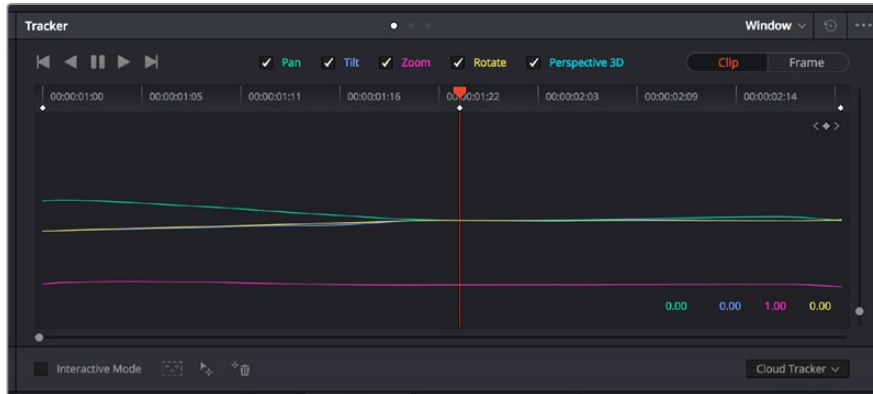 Tracker Window
Pan Tilt Zoom Rotate Perspective 3D Clip Frame
00:00:01:00 00:00:01:05 00:00:01:11 00:00:01:16 00:00:01:22 00:00:02:03 00:00:02:09 00:00:02:14
0.00 0.00 1.00 0.00
Interactive Mode Cloud Tracker